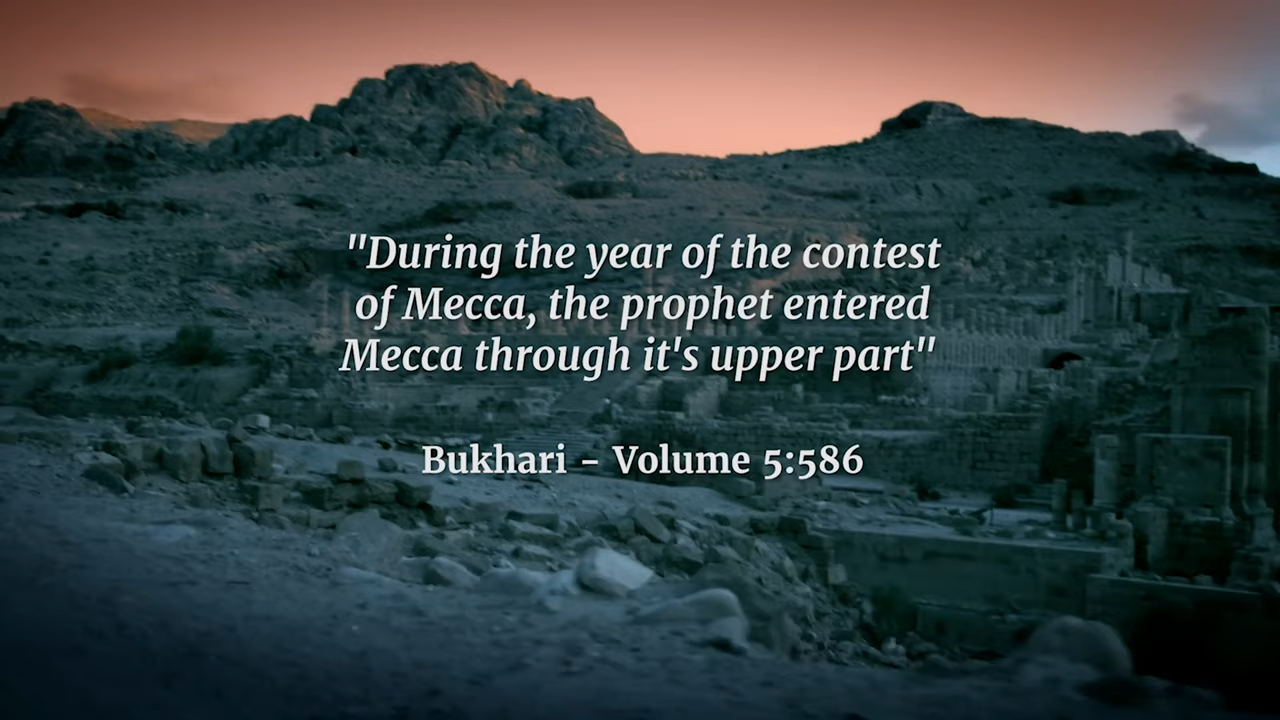 "During the year of the contest
of Mecca, the prophet entered
Mecca through it's upper part"
Bukhari - Volume 5:586